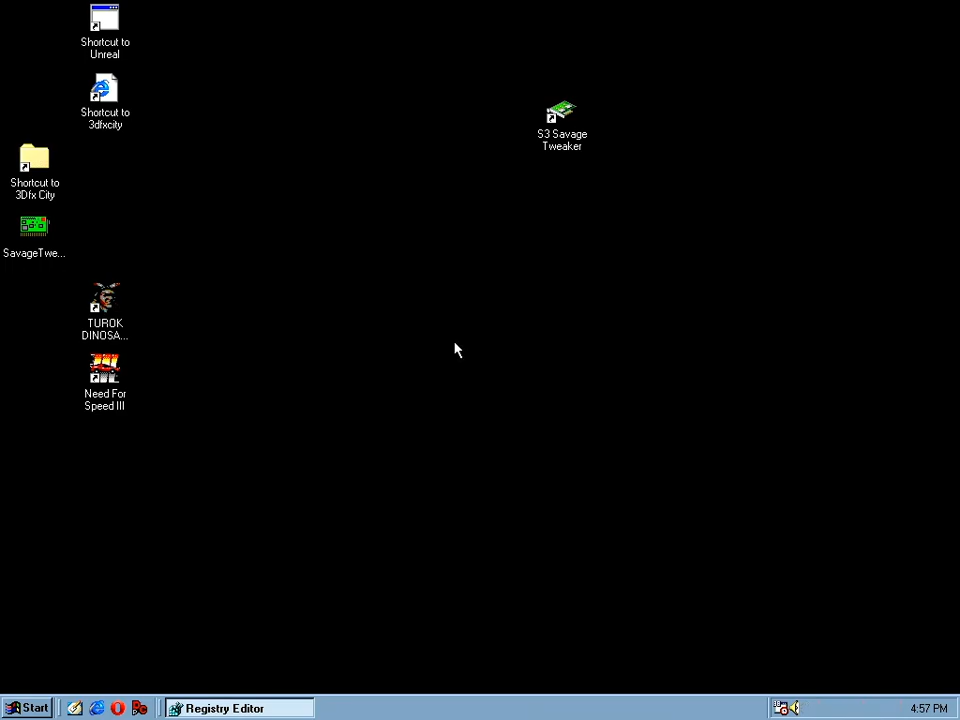 Shortcut to
Unreal
Shortcut to
3dfxcity
S3 Savage
Tweaker
Shortcut to
3Dfx City
SavageTwe...
TUROK
DINOSA...
Need For
Speed III
Start
Registry Editor
4:57 PM